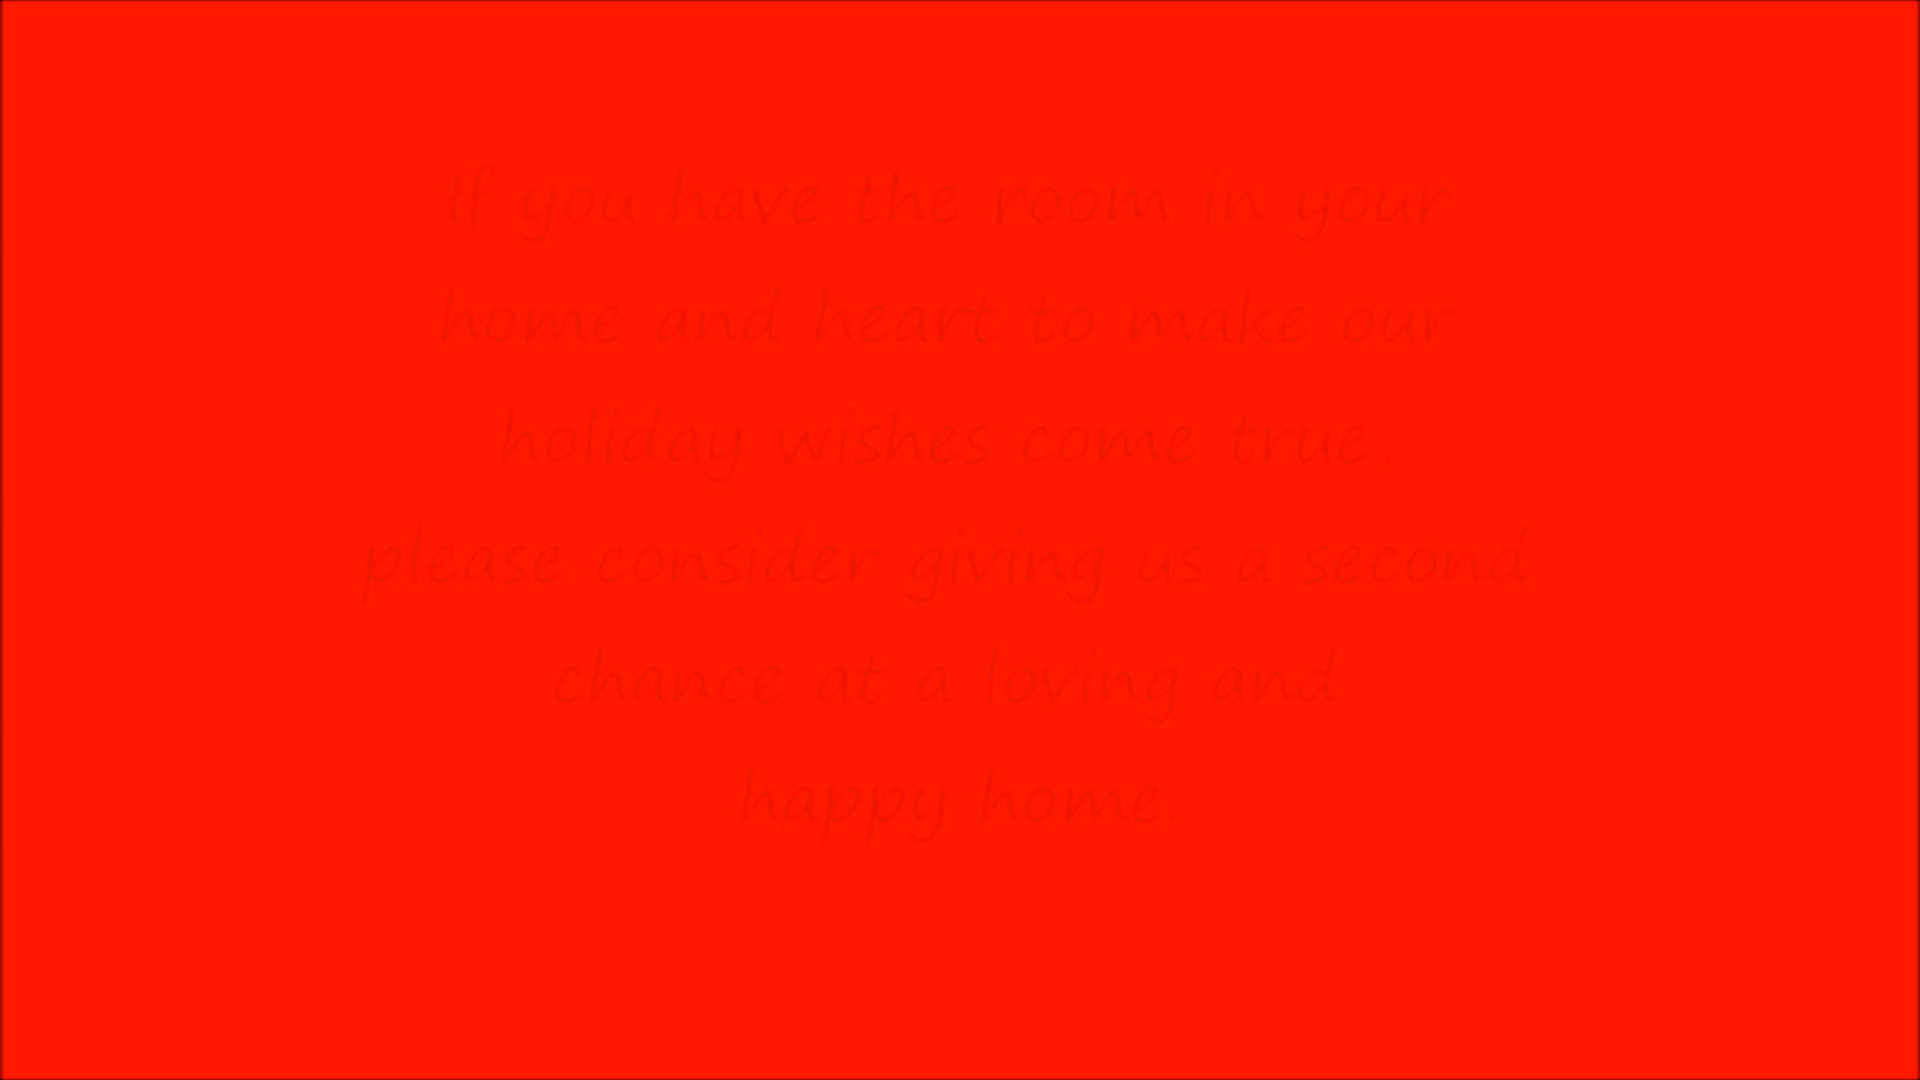 If you have the room in your
home and heart to make our
holiday wishes come true,
please consider giving us a second
chance at a loving and
happy home.